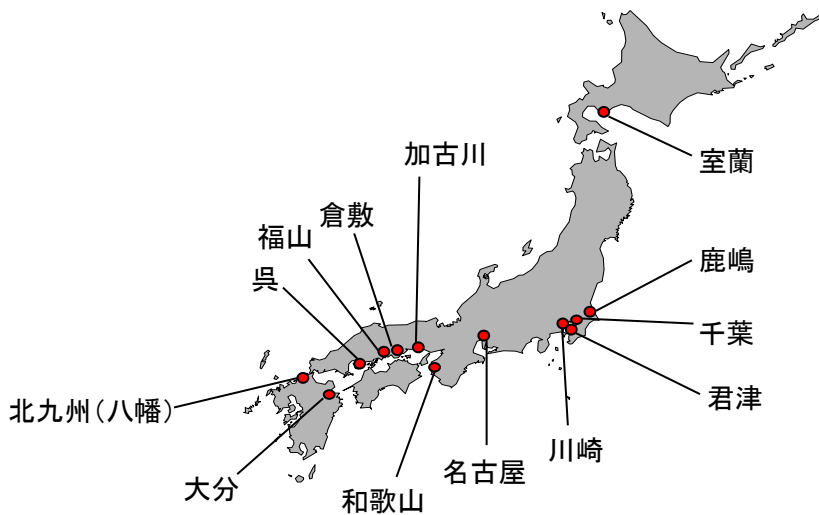 加古川
室蘭
倉敷
福山
鹿嶋
呉
千葉
君津
北九州(八幡)
川崎
名古屋
大分
和歌山